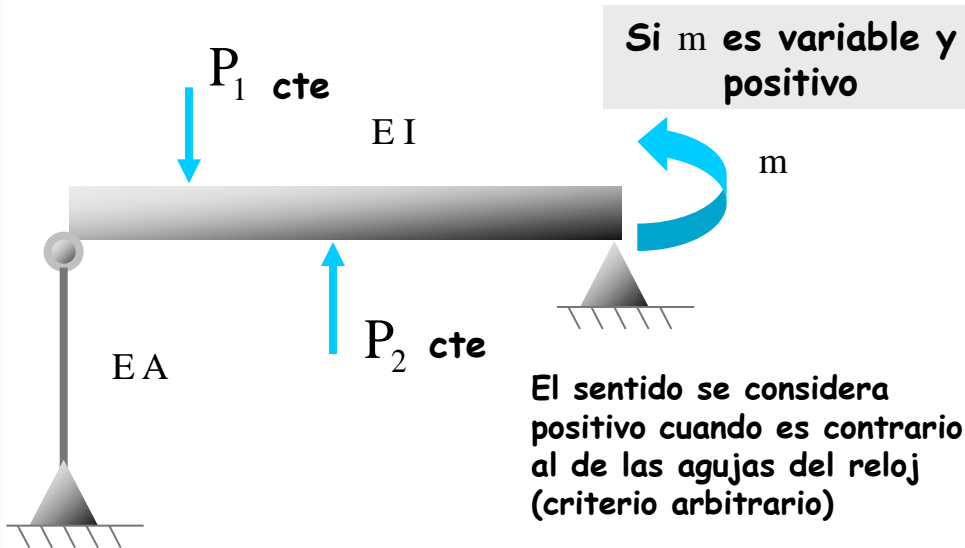 Si m es variable y
positivo
P₁ cte
E I
m
P₂ cte
E A
El sentido se considera
positivo cuando es contrario
al de las agujas del reloj
(criterio arbitrario)